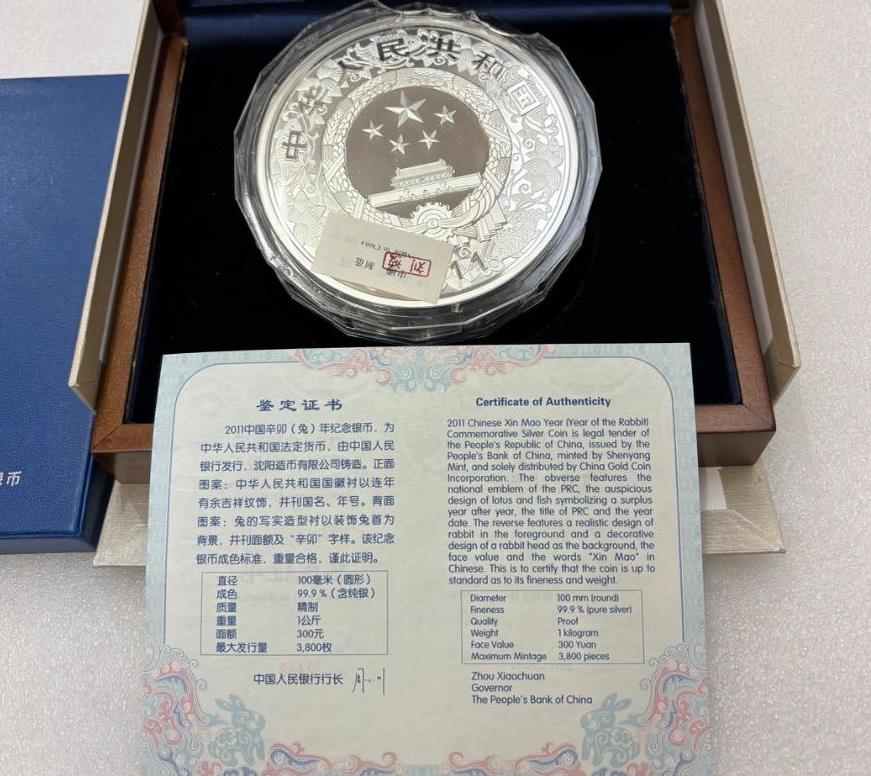 中华人民共和国
11
刘
制造
中国
银币
鉴定证书
2011中国辛卯（兔）年纪念银币，为
中华人民共和国法定货币，由中国人民
银行发行，沈阳造币有限公司铸造。正面
图案：中华人民共和国国徽衬以连年
有余吉祥纹饰，并刊国名、年号。背面
图案：兔的写实造型衬以装饰兔首为
背景，并刊面额及“辛卯”字样。该纪念
银币成色标准，重量合格，谨此证明。
直径 100毫米（圆形）
成色 99.9％（含纯银）
质量 精制
重量 1公斤
面额 300元
最大发行量 3,800枚
中国人民银行行长
Certificate of Authenticity
2011 Chinese Xin Mao Year (Year of the Rabbit)
Commemorative Silver Coin is legal tender of
the People's Republic of China, issued by the
People's Bank of China, minted by Shenyang
Mint, and solely distributed by China Gold Coin
Incorporation. The obverse features the
national emblem of the PRC, the auspicious
design of lotus and fish symbolizing a surplus
year after year, the title of PRC and the year
date. The reverse features a realistic design of
rabbit in the foreground and a decorative
design of a rabbit head as the background, the
face value and the words "Xin Mao" in
Chinese. This is to certify that the coin is up to
standard as to its fineness and weight.
Diameter 100 mm (round)
Fineness 99.9 % (pure silver)
Quality Proof
Weight 1 kilogram
Face Value 300 Yuan
Maximum Mintage 3,800 pieces
Zhou Xiaochuan
Governor
The People's Bank of China